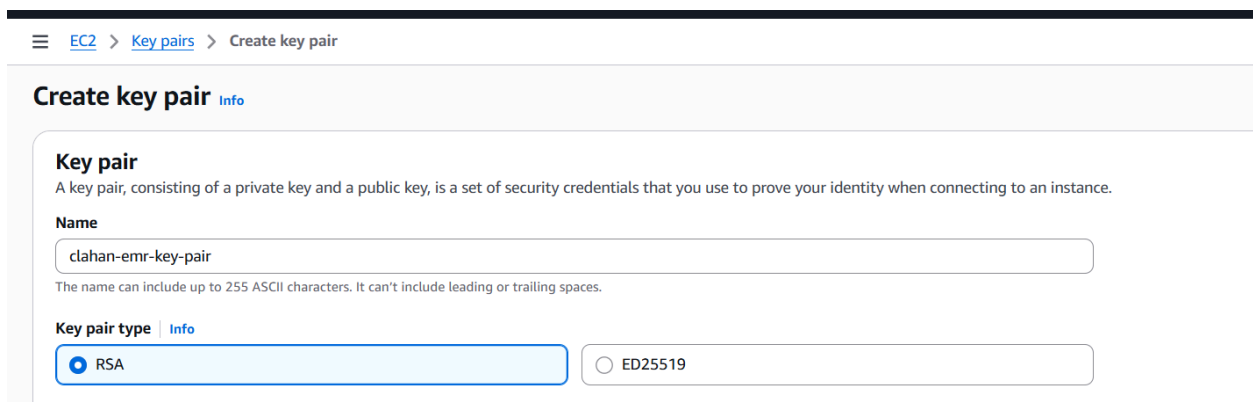 EC2 > Key pairs > Create key pair
Create key pair Info
Key pair
A key pair, consisting of a private key and a public key, is a set of security credentials that you use to prove your identity when connecting to an instance.
Name
clahan-emr-key-pair
The name can include up to 255 ASCII characters. It can't include leading or trailing spaces.
Key pair type Info
RSA ED25519